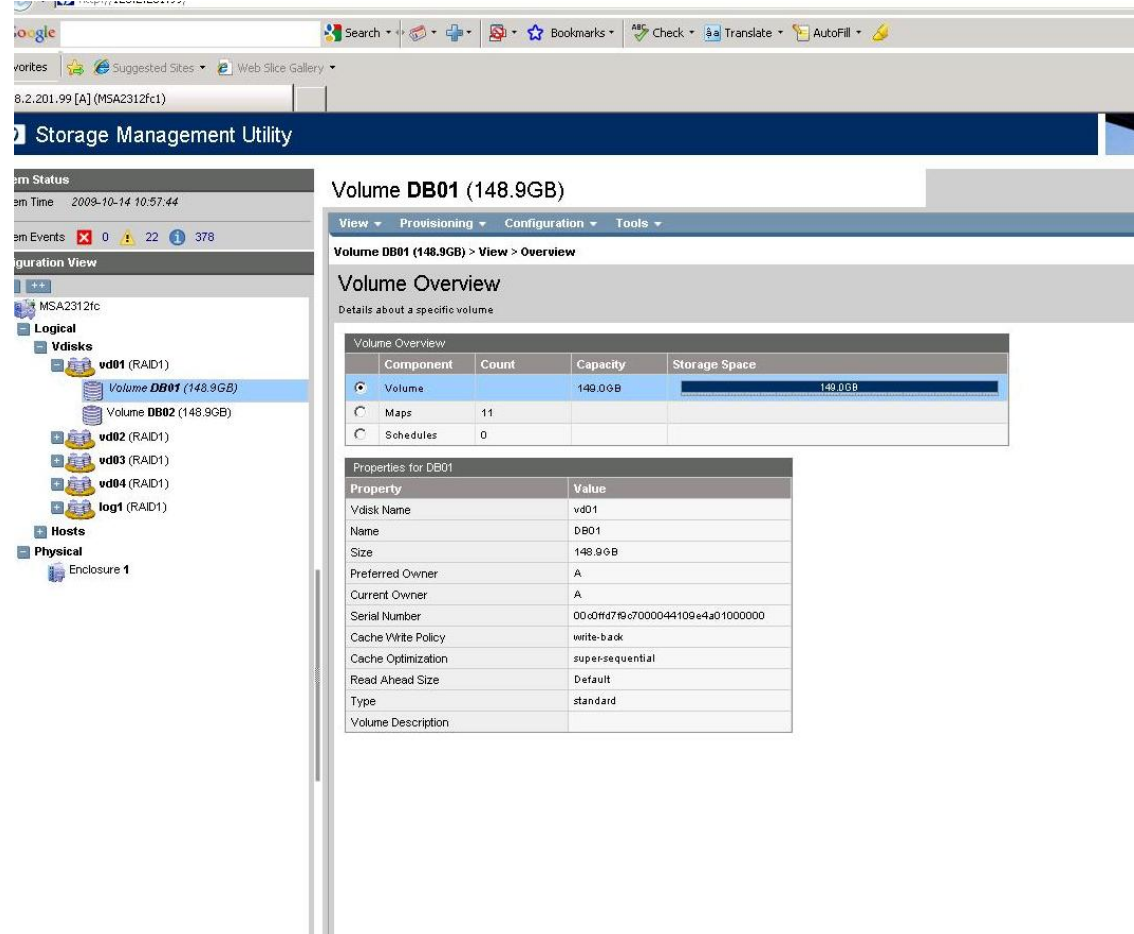 Google Search Bookmarks Check Translate AutoFill
Suggested Sites Web Slice Gallery
8.2.201.99 [A] (MSA2312fc1)
Storage Management Utility
em Status
em Time 2009-10-14 10:57:44
em Events 0 22 378
iguration View
MSA2312fc
Logical
Vdisks
vd01 (RAID1)
Volume DB01 (148.9GB)
Volume DB02 (148.9GB)
vd02 (RAID1)
vd03 (RAID1)
vd04 (RAID1)
log1 (RAID1)
Hosts
Physical
Enclosure 1
Volume DB01 (148.9GB)
View Provisioning Configuration Tools
Volume DB01 (148.9GB) > View > Overview
Volume Overview
Details about a specific volume
Volume Overview
Component Count Capacity Storage Space
Volume 149.0GB 149.0GB
Maps 11
Schedules 0
Properties for DB01
Property Value
Vdisk Name vd01
Name DB01
Size 148.9GB
Preferred Owner A
Current Owner A
Serial Number 00c0ffd7f9c7000044109e4a01000000
Cache Write Policy write-back
Cache Optimization super-sequential
Read Ahead Size Default
Type standard
Volume Description